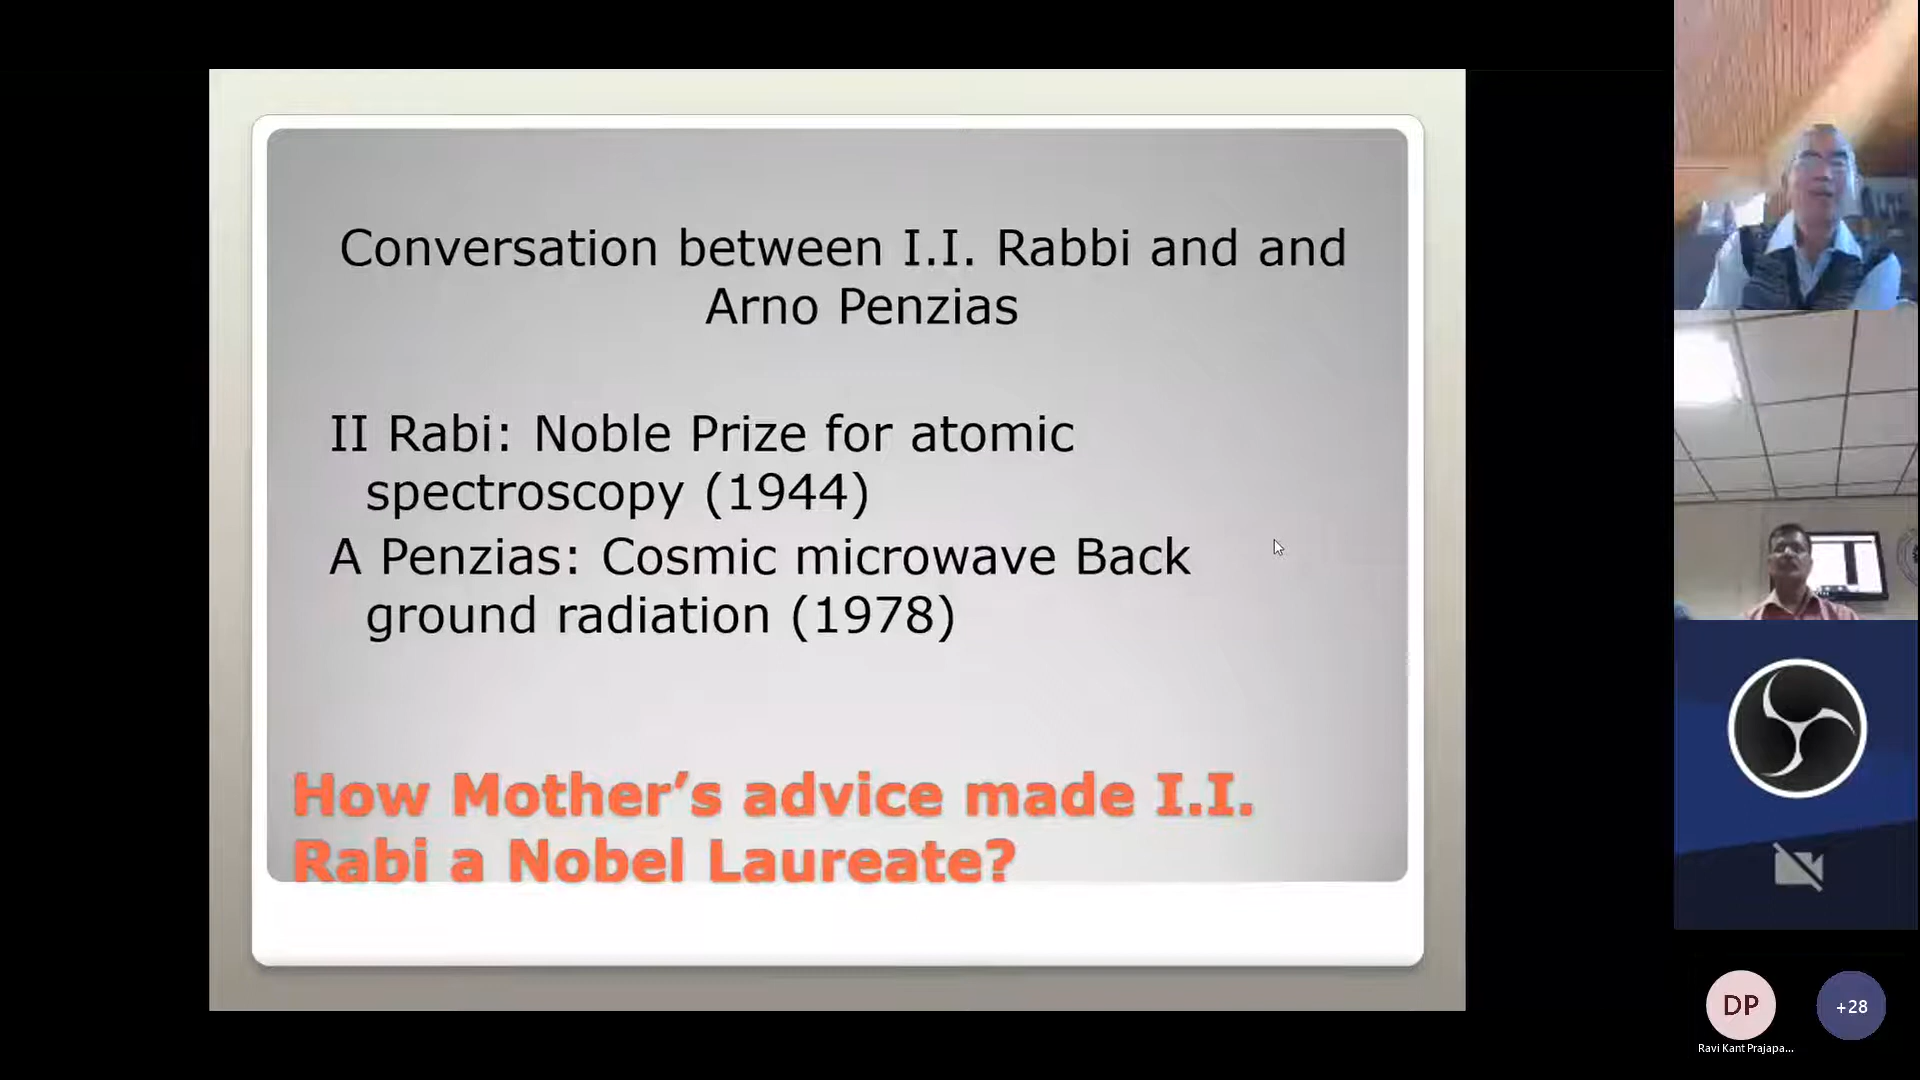 Conversation between I.I. Rabbi and and
Arno Penzias
II Rabi: Noble Prize for atomic
spectroscopy (1944)
A Penzias: Cosmic microwave Back
ground radiation (1978)
How Mother’s advice made I.I.
Rabi a Nobel Laureate?
DP
+28
Ravi Kant Prajapa...